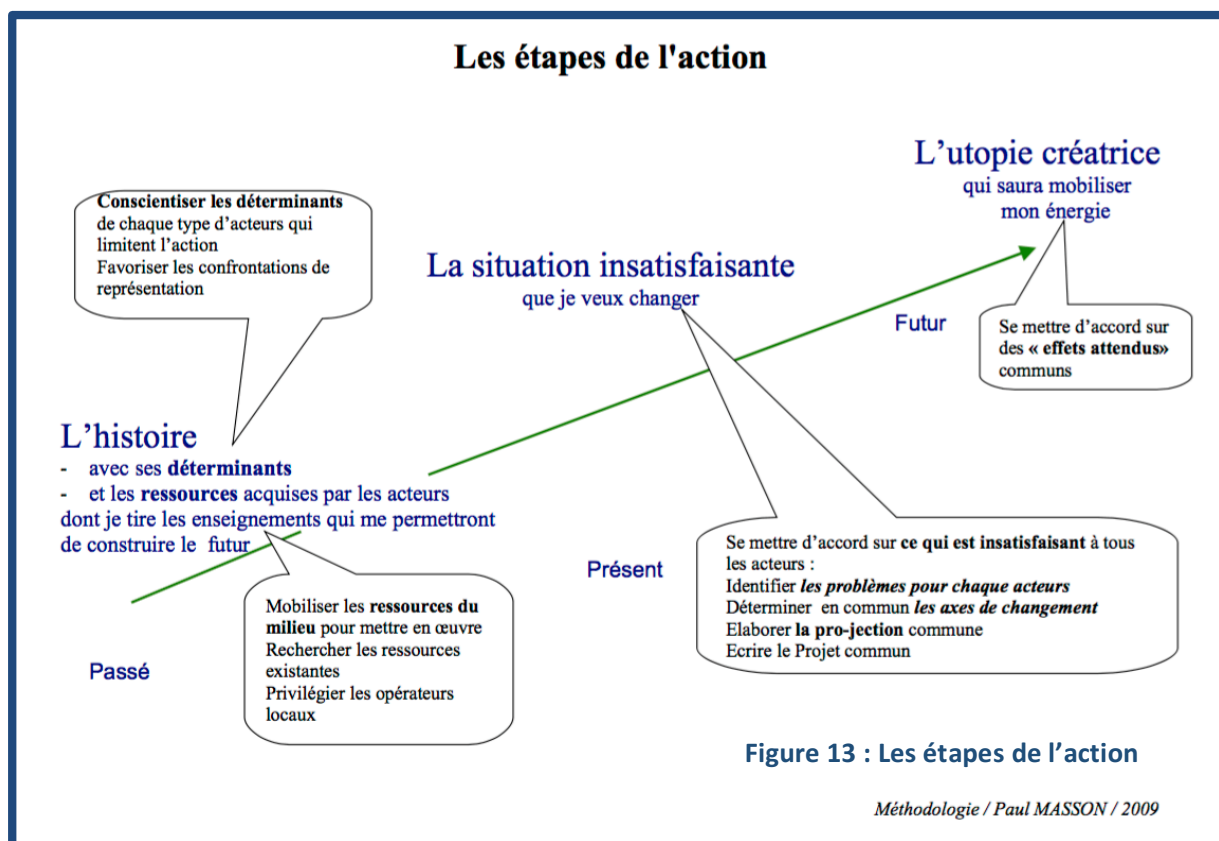 Les étapes de l'action
L’utopie créatrice
qui saura mobiliser
mon énergie
Conscientiser les déterminants
de chaque type d’acteurs qui
limitent l’action
Favoriser les confrontations de
représentation
La situation insatisfaisante
que je veux changer
Futur
Se mettre d’accord sur
des « effets attendus»
communs
L’histoire
- avec ses déterminants
- et les ressources acquises par les acteurs
dont je tire les enseignements qui me permettront
de construire le futur
Présent
Se mettre d’accord sur ce qui est insatisfaisant à tous
les acteurs :
Identifier les problèmes pour chaque acteurs
Déterminer en commun les axes de changement
Elaborer la pro-jection commune
Ecrire le Projet commun
Passé
Mobiliser les ressources du
milieu pour mettre en œuvre
Rechercher les ressources
existantes
Privilégier les opérateurs
locaux
Figure 13 : Les étapes de l’action
Méthodologie / Paul MASSON / 2009